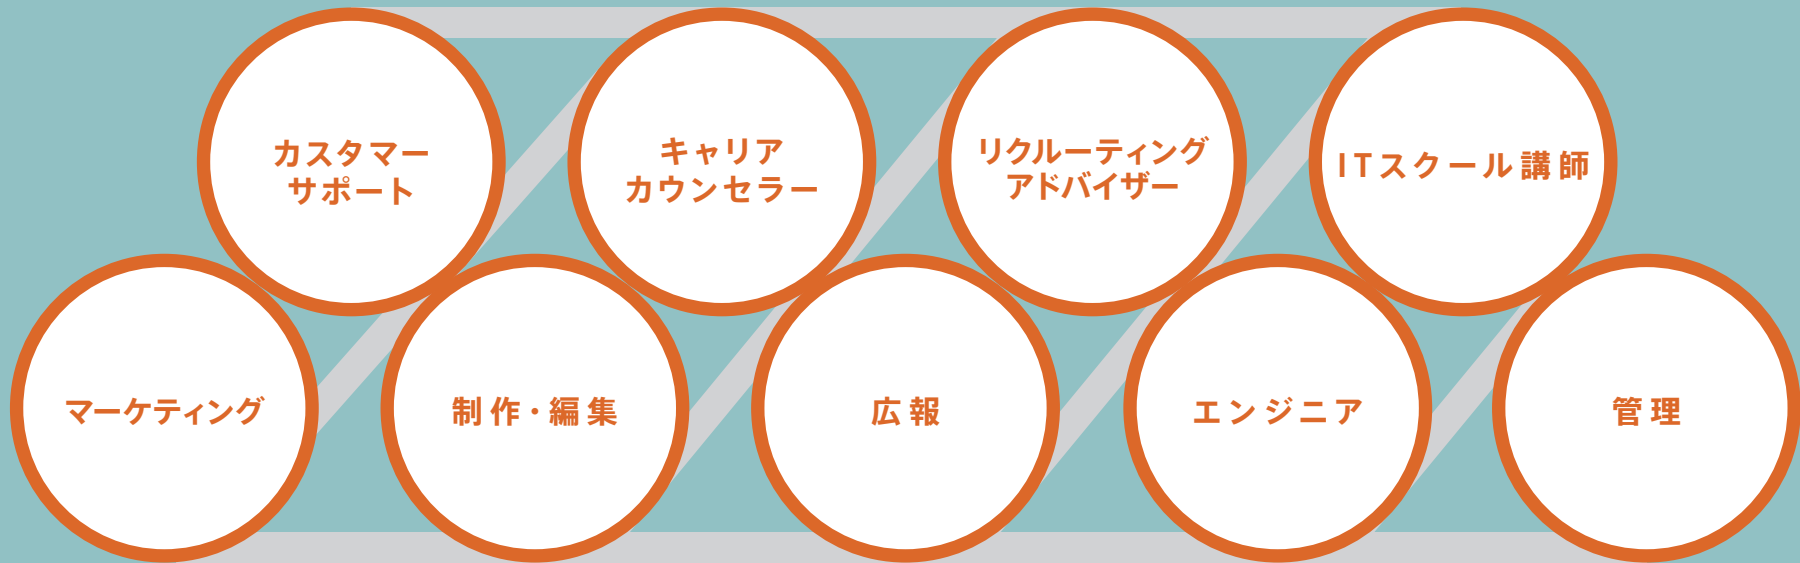 カスタマー
サポート
キャリア
カウンセラー
リクルーティング
アドバイザー
ITスクール講師
マーケティング
制作・編集
広報
エンジニア
管理